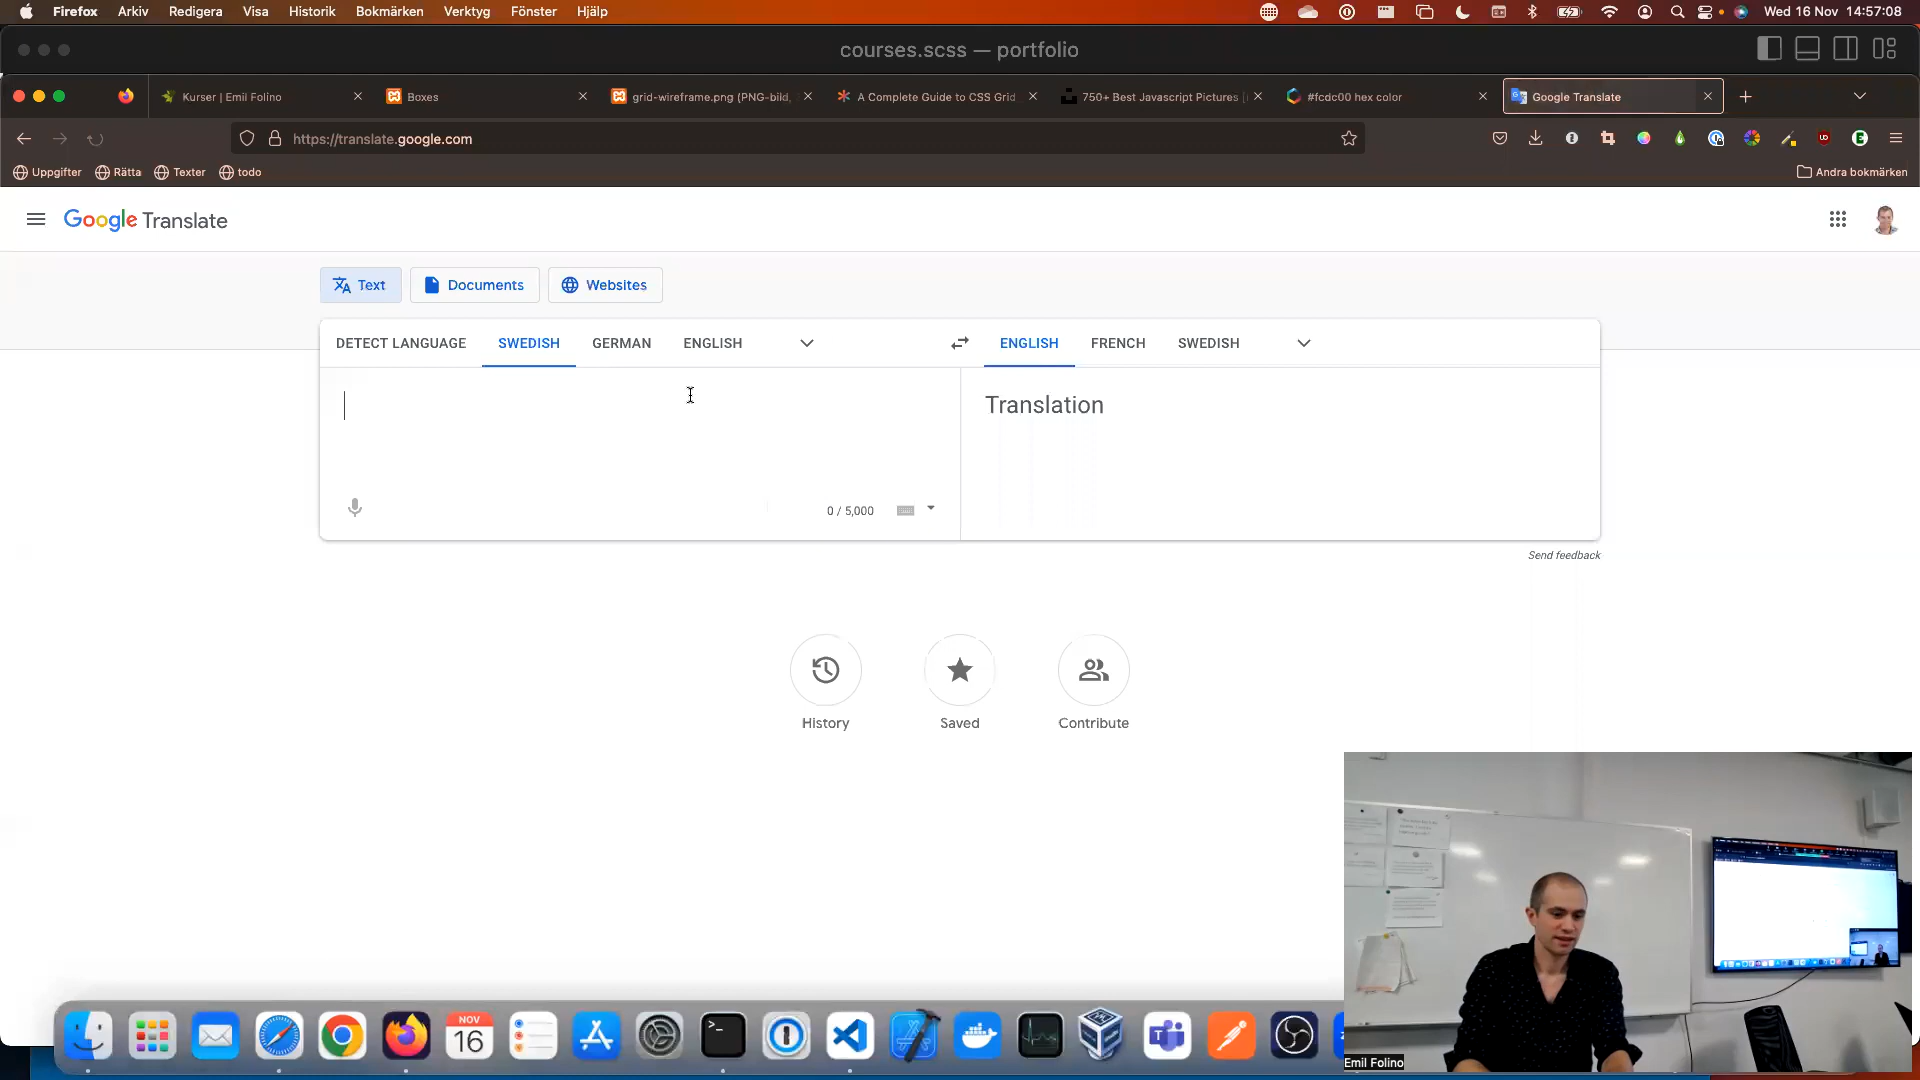 Firefox Arkiv Redigera Visa Historik Bokmärken Verktyg Fönster Hjälp Wed 16 Nov 14:57:08
courses.scss — portfolio
Kurser | Emil Folino
Boxes
grid-wireframe.png (PNG-bild,
A Complete Guide to CSS Grid
750+ Best Javascript Pictures
#fcdc00 hex color
Google Translate
https://translate.google.com
Uppgifter Rätta Texter todo Andra bokmärken
Google Translate
Text Documents Websites
DETECT LANGUAGE SWEDISH GERMAN ENGLISH ENGLISH FRENCH SWEDISH
Translation
0 / 5,000
Send feedback
History Saved Contribute
NOV
16
Emil Folino